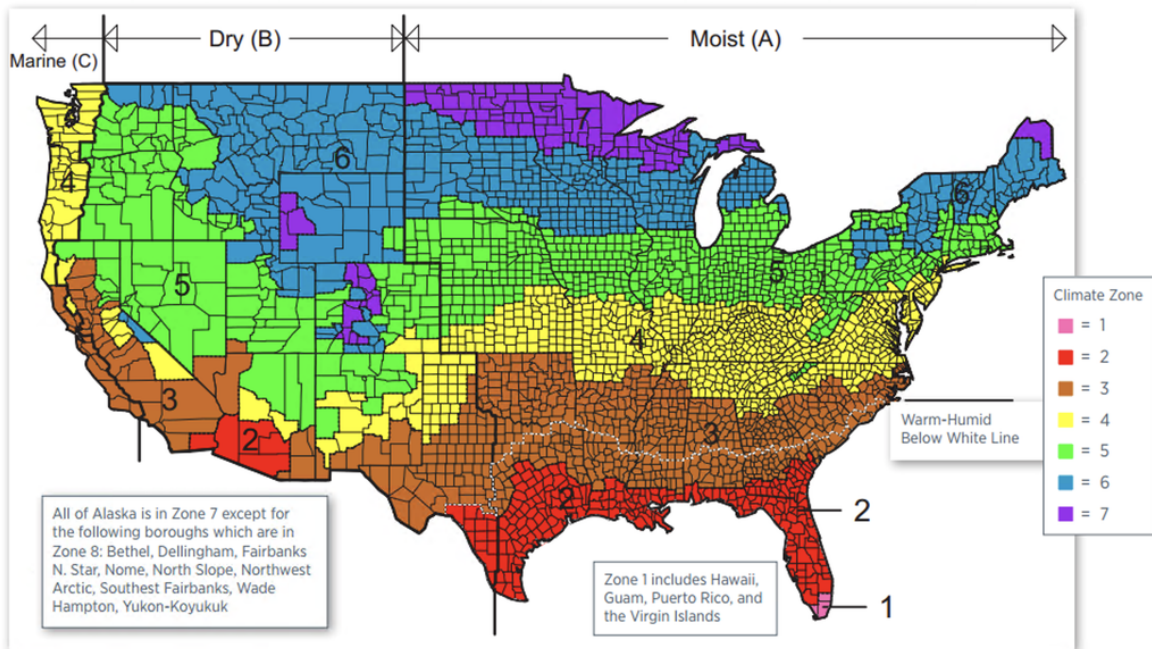 Marine (C)
Dry (B)
Moist (A)
7
6
4
6
5
5
4
3
3
2
2
2
1
Climate Zone
= 1
= 2
= 3
= 4
= 5
= 6
= 7
Warm-Humid
Below White Line
All of Alaska is in Zone 7 except for
the following boroughs which are in
Zone 8: Bethel, Dellingham, Fairbanks
N. Star, Nome, North Slope, Northwest
Arctic, Southest Fairbanks, Wade
Hampton, Yukon-Koyukuk
Zone 1 includes Hawaii,
Guam, Puerto Rico, and
the Virgin Islands